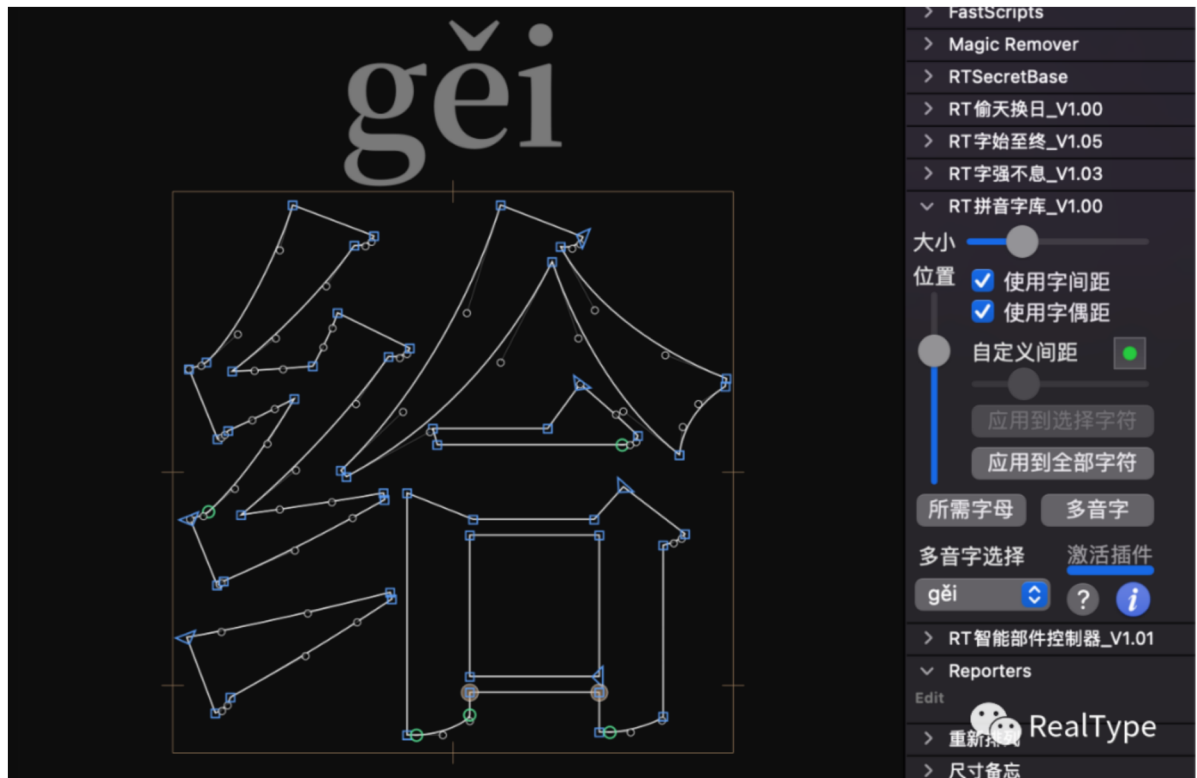 gěi
給
FastScripts
Magic Remover
RTSecretBase
RT偷天换日_V1.00
RT字始至终_V1.05
RT字强不息_V1.03
RT拼音字库_V1.00
大小
位置
使用字间距
使用字偶距
自定义间距
应用到选择字符
应用到全部字符
所需字母 多音字
多音字选择 激活插件
gěi ? i
RT智能部件控制器_V1.01
Reporters
Edit
RealType
重新排列
尺寸备忘